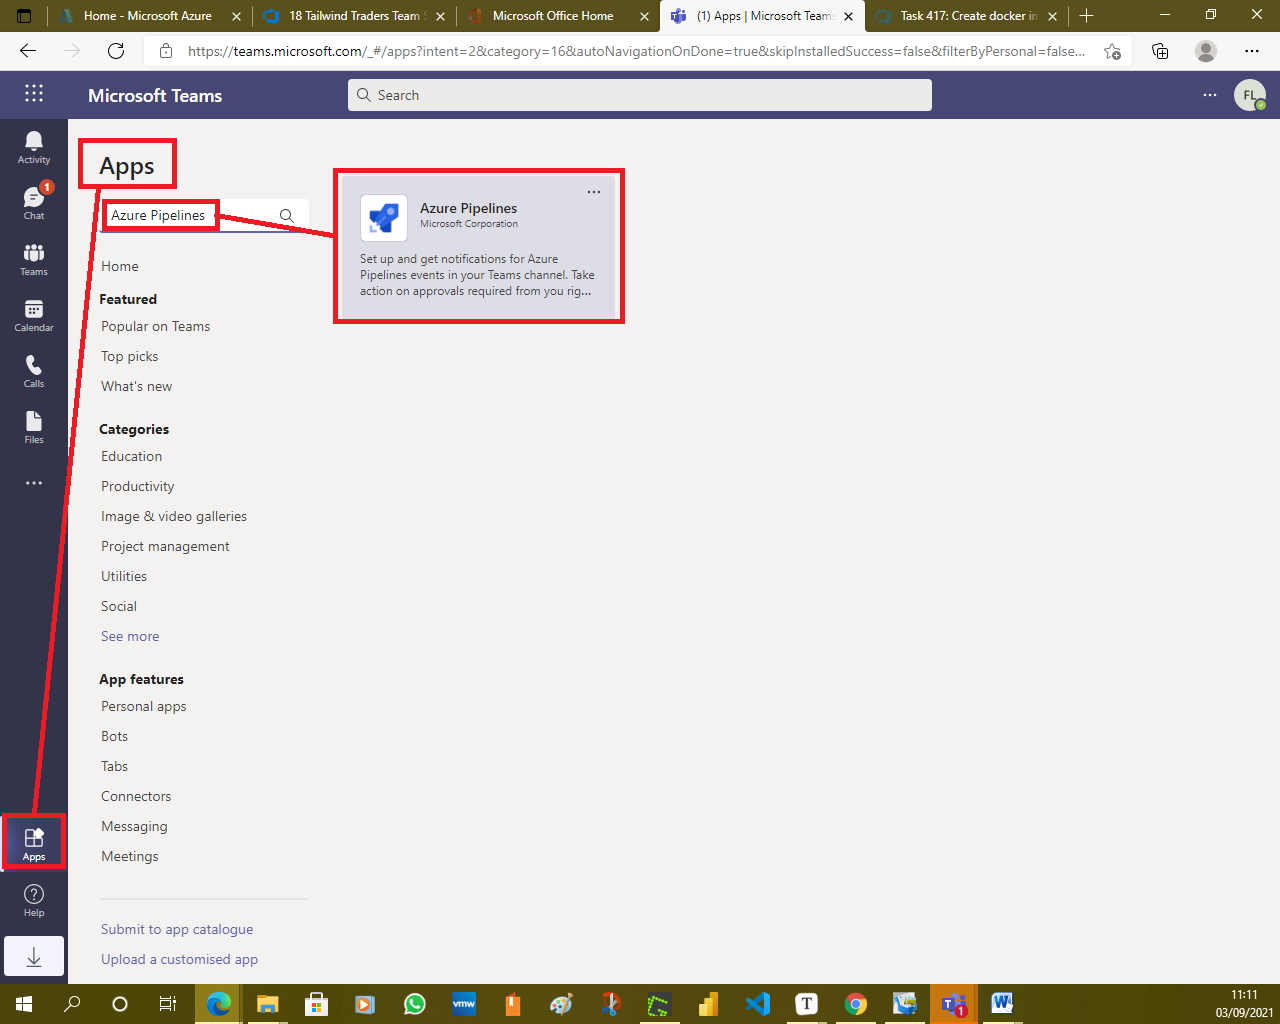 Home - Microsoft Azure
18 Tailwind Traders Team S
Microsoft Office Home
(1) Apps | Microsoft Teams
Task 417: Create docker im
https://teams.microsoft.com/_#/apps?intent=2&category=16&autoNavigationOnDone=true&skipInstalledSuccess=false&filterByPersonal=false...
Microsoft Teams
Search
FL
Activity
1
Chat
Teams
Calendar
Calls
Files
Apps
Help
Apps
Azure Pipelines
Home
Featured
Popular on Teams
Top picks
What's new
Categories
Education
Productivity
Image & video galleries
Project management
Utilities
Social
See more
App features
Personal apps
Bots
Tabs
Connectors
Messaging
Meetings
Submit to app catalogue
Upload a customised app
Azure Pipelines
Microsoft Corporation
Set up and get notifications for Azure
Pipelines events in your Teams channel. Take
action on approvals required from you rig...
vmw
T
1
W
11:11
03/09/2021